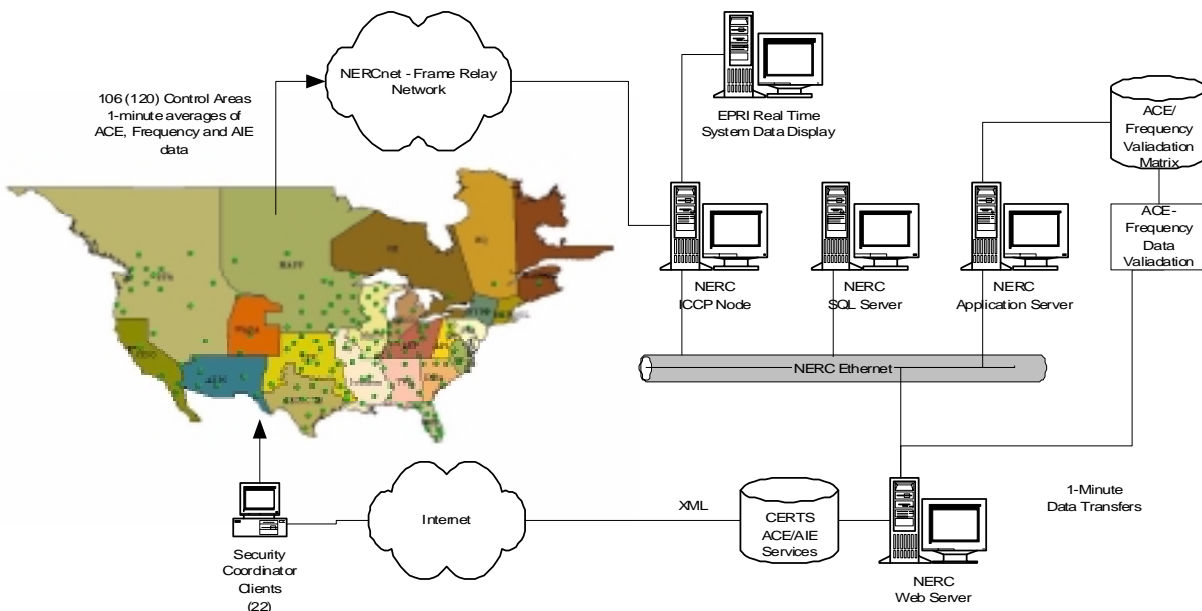 NERCnet - Frame Relay
Network
106 (120) Control Areas
1-minute averages of
ACE, Frequency and AIE
data
EPRI Real Time
System Data Display
ACE/
Frequency
Valiadation
Matrix
ACE-
Frequency
Data
Valiadation
NERC
ICCP Node
NERC
SQL Server
NERC
Application Server
NERC Ethernet
MAPP
Internet
XML
CERTS
ACE/AIE
Services
1-Minute
Data Transfers
Security
Coordinator
Clients
(22)
NERC
Web Server